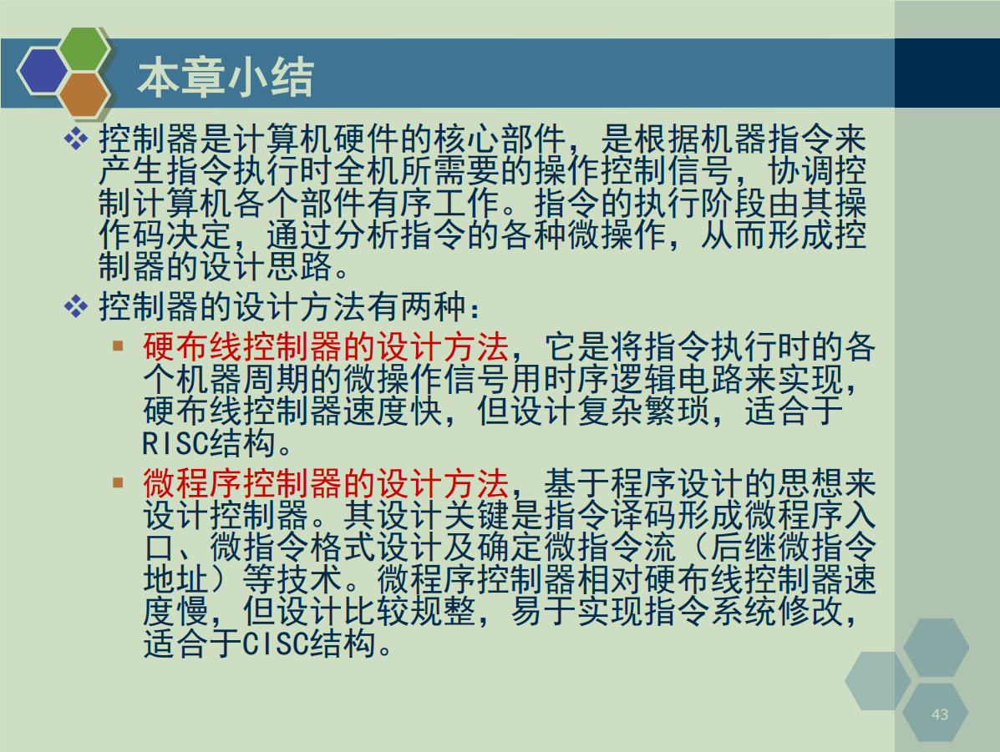 本章小结
控制器是计算机硬件的核心部件，是根据机器指令来
产生指令执行时全机所需要的操作控制信号，协调控
制计算机各个部件有序工作。指令的执行阶段由其操
作码决定，通过分析指令的各种微操作，从而形成控
制器的设计思路。
控制器的设计方法有两种：
硬布线控制器的设计方法，它是将指令执行时的各
个机器周期的微操作信号用时序逻辑电路来实现，
硬布线控制器速度快，但设计复杂繁琐，适合于
RISC结构。
微程序控制器的设计方法，基于程序设计的思想来
设计控制器。其设计关键是指令译码形成微程序入
口、微指令格式设计及确定微指令流（后继微指令
地址）等技术。微程序控制器相对硬布线控制器速
度慢，但设计比较规整，易于实现指令系统修改，
适合于CISC结构。
43